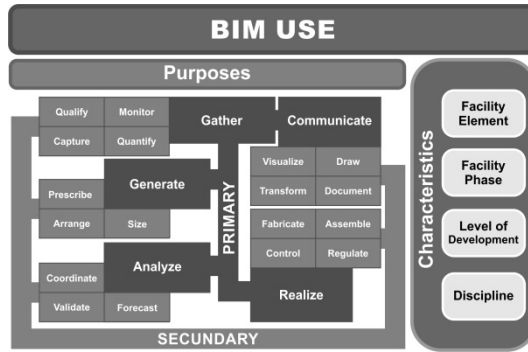 BIM USE
Purposes
Qualify Monitor
Capture Quantify
Gather Communicate
Visualize Draw
Transform Document
Generate
Prescribe
Arrange Size
PRIMARY
Fabricate Assemble
Control Regulate
Analyze
Coordinate
Validate Forecast
Realize
SECUNDARY
Characteristics
Facility
Element
Facility
Phase
Level of
Development
Discipline